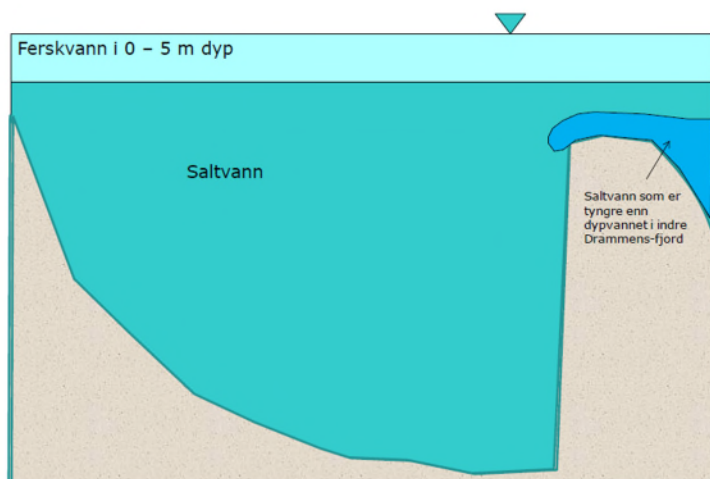 Ferskvann i 0 – 5 m dyp
Saltvann
Saltvann som er
tyngre enn
dypvannet i indre
Drammens-fjord